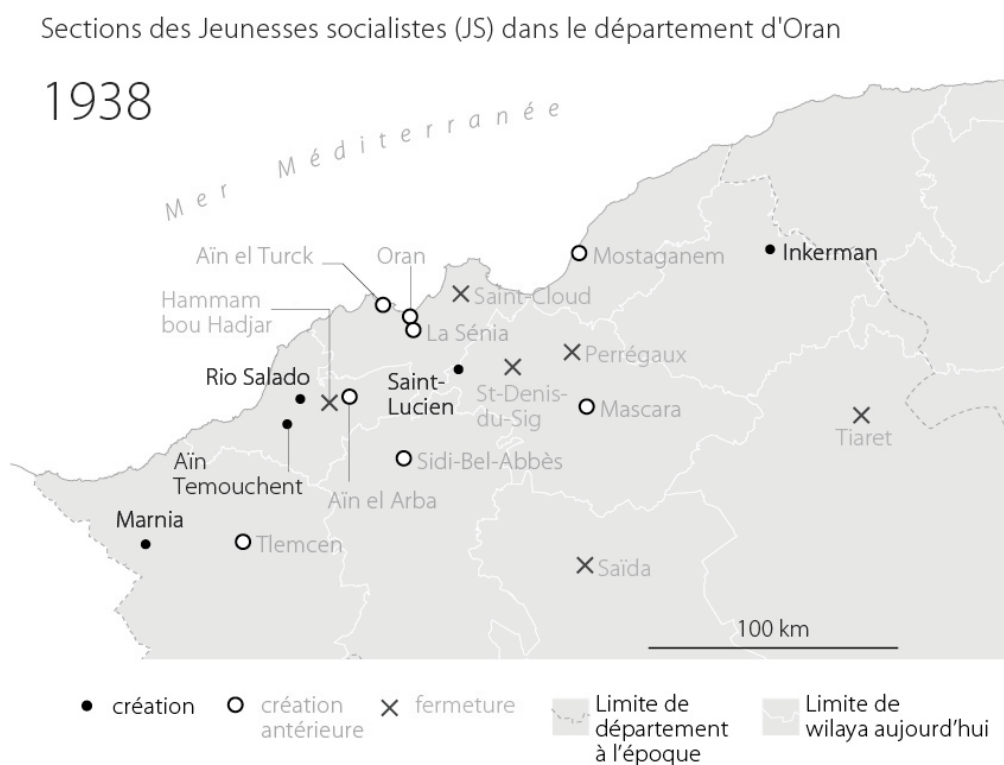 Sections des Jeunesses socialistes (JS) dans le département d'Oran
1938
Mer Méditerranée
Aïn el Turck
Oran
Mostaganem
Inkerman
Hammam
bou Hadjar
Saint-Cloud
La Sénia
Perrégaux
Rio Salado
Saint-
Lucien
St-Denis-
du-Sig
Mascara
Tiaret
Aïn
Temouchent
Sidi-Bel-Abbès
Aïn el Arba
Marnia
Tlemcen
Saïda
100 km
création
création
antérieure
fermeture
Limite de
département
à l'époque
Limite de
wilaya aujourd'hui